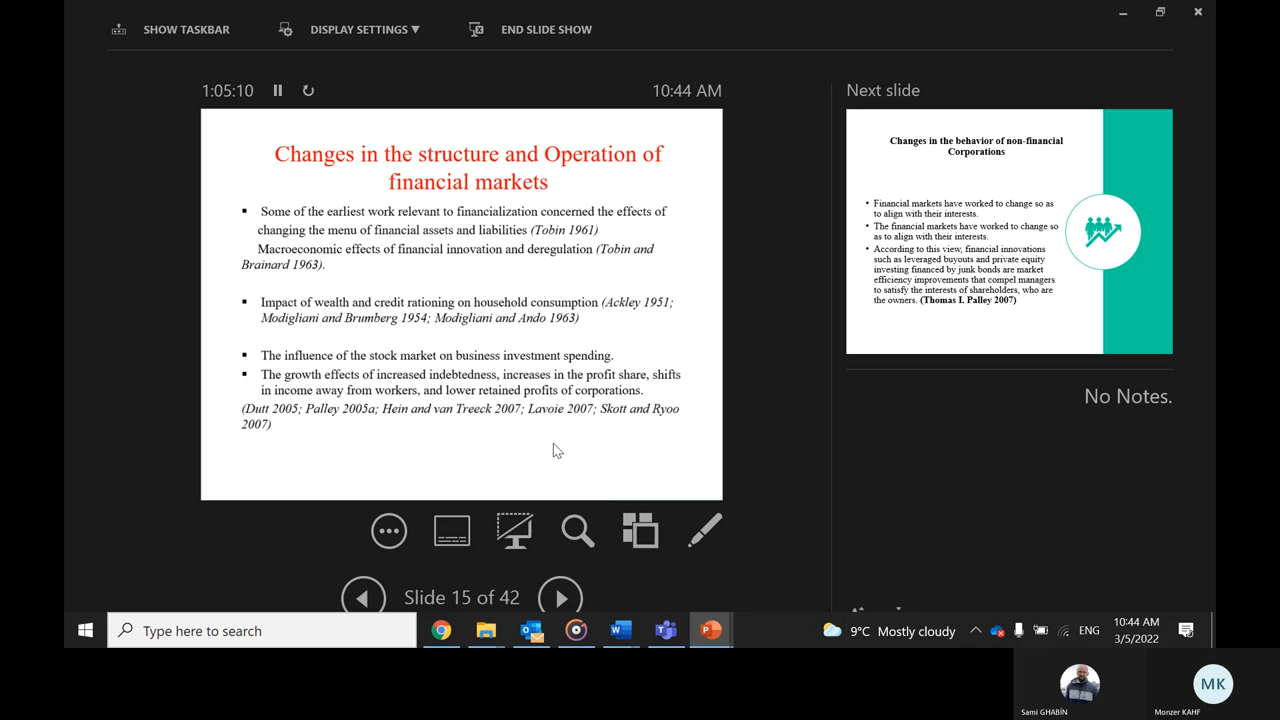 SHOW TASKBAR
DISPLAY SETTINGS ▼
END SLIDE SHOW
1:05:10
10:44 AM
Changes in the structure and Operation of
financial markets
▪ Some of the earliest work relevant to financialization concerned the effects of
changing the menu of financial assets and liabilities (Tobin 1961)
Macroeconomic effects of financial innovation and deregulation (Tobin and
Brainard 1963).
▪ Impact of wealth and credit rationing on household consumption (Ackley 1951;
Modigliani and Brumberg 1954; Modigliani and Ando 1963)
▪ The influence of the stock market on business investment spending.
▪ The growth effects of increased indebtedness, increases in the profit share, shifts
in income away from workers, and lower retained profits of corporations.
(Dutt 2005; Palley 2005a; Hein and van Treeck 2007; Lavoie 2007; Skott and Ryoo
2007)
Slide 15 of 42
Next slide
Changes in the behavior of non-financial
Corporations
• Financial markets have worked to change so as
to align with their interests.
• The financial markets have worked to change so
as to align with their interests.
• According to this view, financial innovations
such as leveraged buyouts and private equity
investing financed by junk bonds are market
efficiency improvements that compel managers
to satisfy the interests of shareholders, who are
the owners. (Thomas I. Palley 2007)
No Notes.
Type here to search
9°C Mostly cloudy
ENG
10:44 AM
3/5/2022
Sami GHABİN
MK
Monzer KAHF